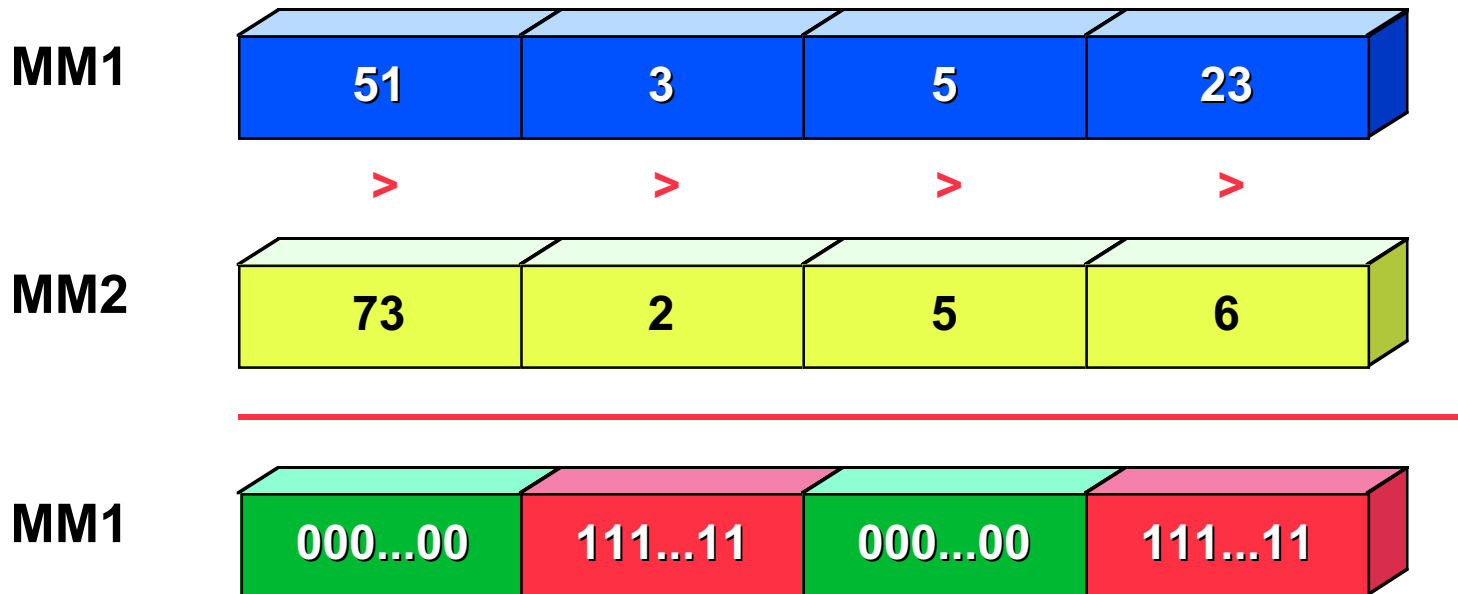 MM1 51 3 5 23
> > > >
MM2 73 2 5 6
MM1 000...00 111...11 000...00 111...11